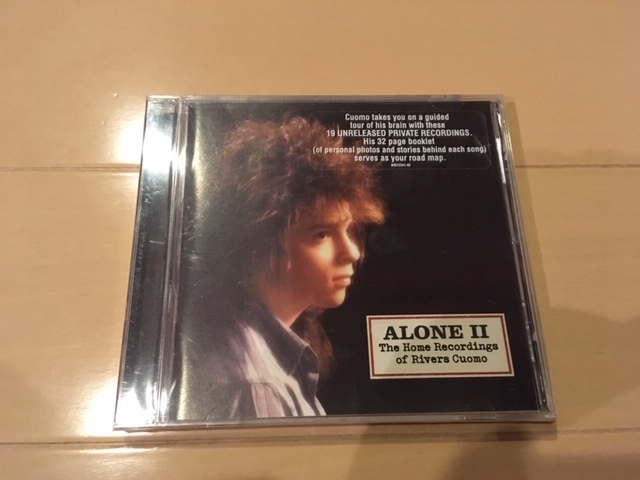 Cuomo takes you on a guided
tour of his brain with these
19 UNRELEASED PRIVATE RECORDINGS.
His 32 page booklet
(of personal photos and stories behind each song)
serves as your road map.
ALONE II
The Home Recordings
of Rivers Cuomo